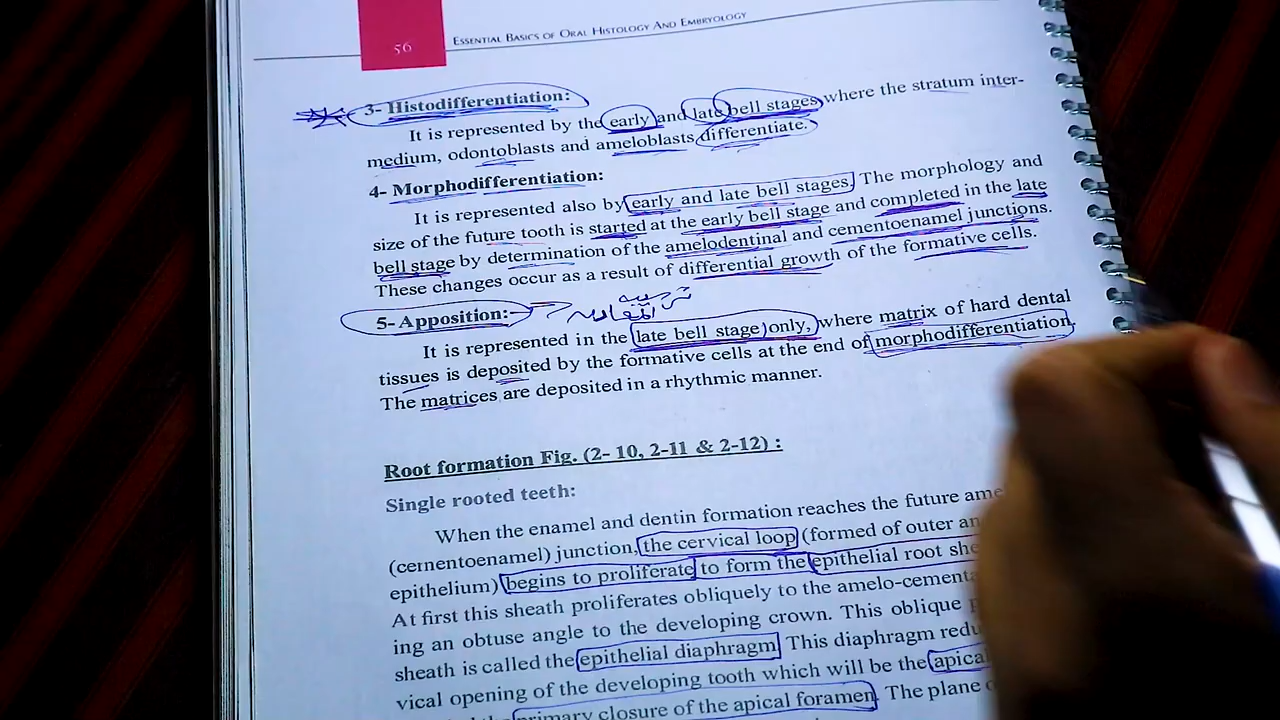 56
ESSENTIAL BASICS OF ORAL HISTOLOGY AND EMBRYOLOGY
3- Histodifferentiation:
It is represented by the early and late bell stages where the stratum inter-
medium, odontoblasts and ameloblasts differentiate.
4- Morphodifferentiation:
It is represented also by early and late bell stages. The morphology and
size of the future tooth is started at the early bell stage and completed in the late
bell stage by determination of the amelodentinal and cementoenamel junctions.
These changes occur as a result of differential growth of the formative cells.
5- Apposition:
It is represented in the late bell stage) only, where matrix of hard dental
tissues is deposited by the formative cells at the end of morphodifferentiation.
The matrices are deposited in a rhythmic manner.
Root formation Fig. (2- 10, 2-11 & 2-12) :
Single rooted teeth:
When the enamel and dentin formation reaches the future ame
(cernentoenamel) junction, the cervical loop (formed of outer an
epithelium) begins to proliferate to form the epithelial root she
At first this sheath proliferates obliquely to the amelo-cementa
ing an obtuse angle to the developing crown. This oblique p
sheath is called the epithelial diaphragm. This diaphragm redu
vical opening of the developing tooth which will be the apical
primary closure of the apical foramen. The plane o